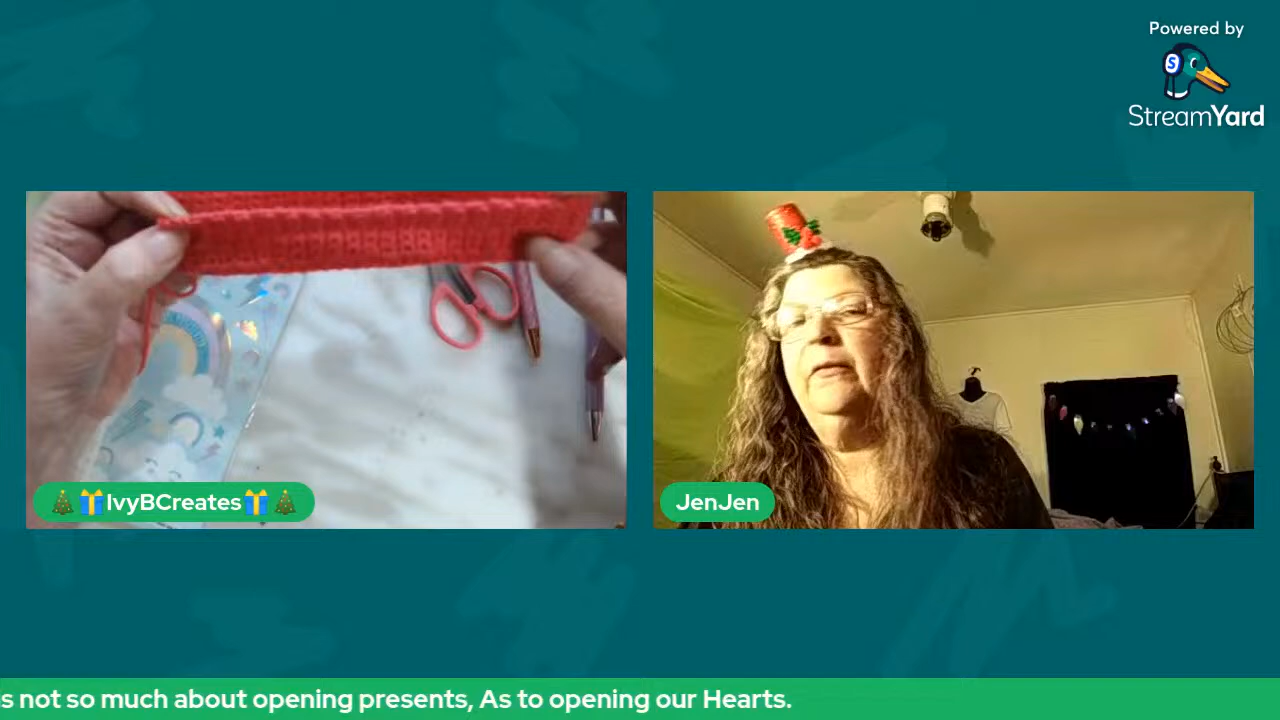 Powered by
S
StreamYard
🎄🎁IvyBCreates🎁🎄
JenJen
s not so much about opening presents, As to opening our Hearts.